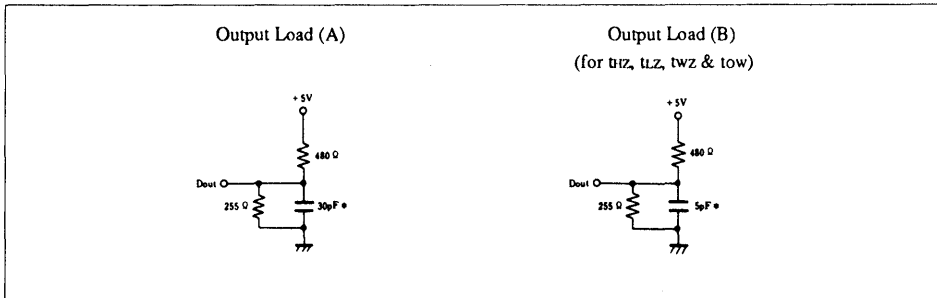 Output Load (A)
+ 5V
480 Ω
Dout
255 Ω
30pF *
Output Load (B)
(for tHZ, tLZ, twz & tow)
+ 5V
480 Ω
Dout
255 Ω
5pF *